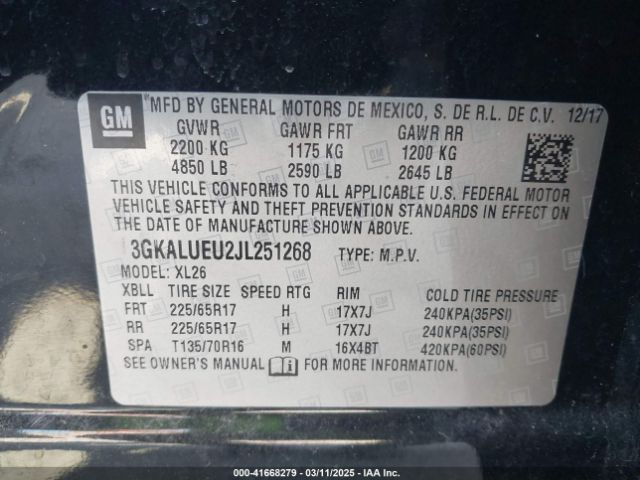 GM
MFD BY GENERAL MOTORS DE MEXICO, S. DE R.L. DE C.V. 12/17
GVWR GAWR FRT GAWR RR
2200 KG 1175 KG 1200 KG
4850 LB 2590 LB 2645 LB
THIS VEHICLE CONFORMS TO ALL APPLICABLE U.S. FEDERAL MOTOR
VEHICLE SAFETY AND THEFT PREVENTION STANDARDS IN EFFECT ON
THE DATE OF MANUFACTURE SHOWN ABOVE.
3GKALUEU2JL251268 TYPE: M.P.V.
MODEL: XL26
XBLL TIRE SIZE SPEED RTG RIM COLD TIRE PRESSURE
FRT 225/65R17 H 17X7J 240KPA(35PSI)
RR 225/65R17 H 17X7J 240KPA(35PSI)
SPA T135/70R16 M 16X4BT 420KPA(60PSI)
SEE OWNER'S MANUAL FOR MORE INFORMATION.
000-41668279 - 03/11/2025 - IAA Inc.